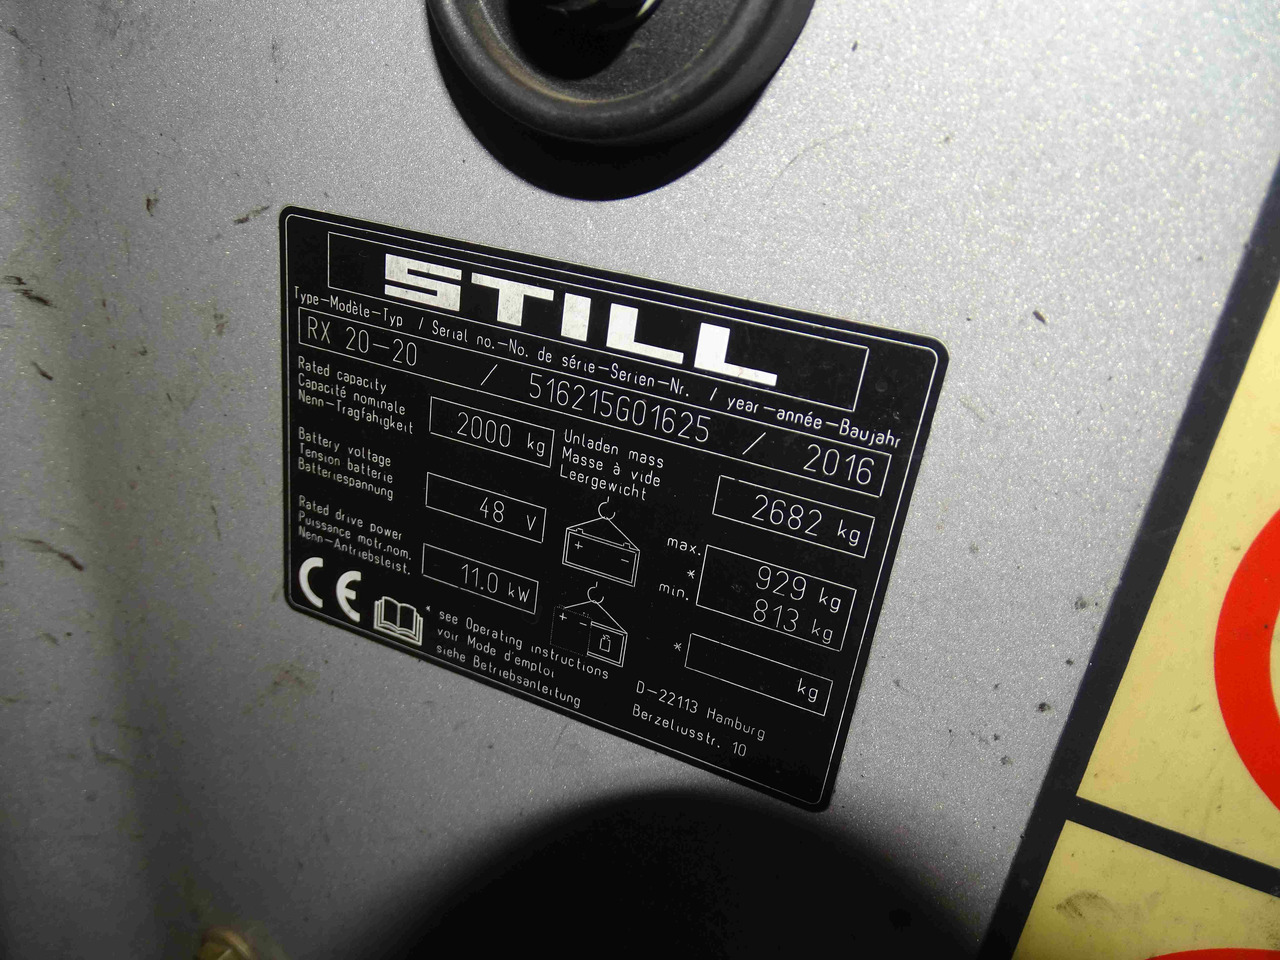 STILL
Type–Modèle–Typ / Serial no.–No. de série–Serien–Nr. / year–année–Baujahr
RX 20–20 / 516215G01625 / 2016
Rated capacity
Capacité nominale
Nenn–Tragfähigkeit
2000 kg
Unladen mass
Masse à vide
Leergewicht
2682 kg
Battery voltage
Tension batterie
Batteriespannung
48 V
+ –
max. 929 kg
*
min. 813 kg
Rated drive power
Puissance motr.nom.
Nenn–Antriebsleist.
11.0 kW
+ –
* kg
CE
* see Operating instructions
voir Mode d'emploi
siehe Betriebsanleitung
D–22113 Hamburg
Berzeliusstr. 10